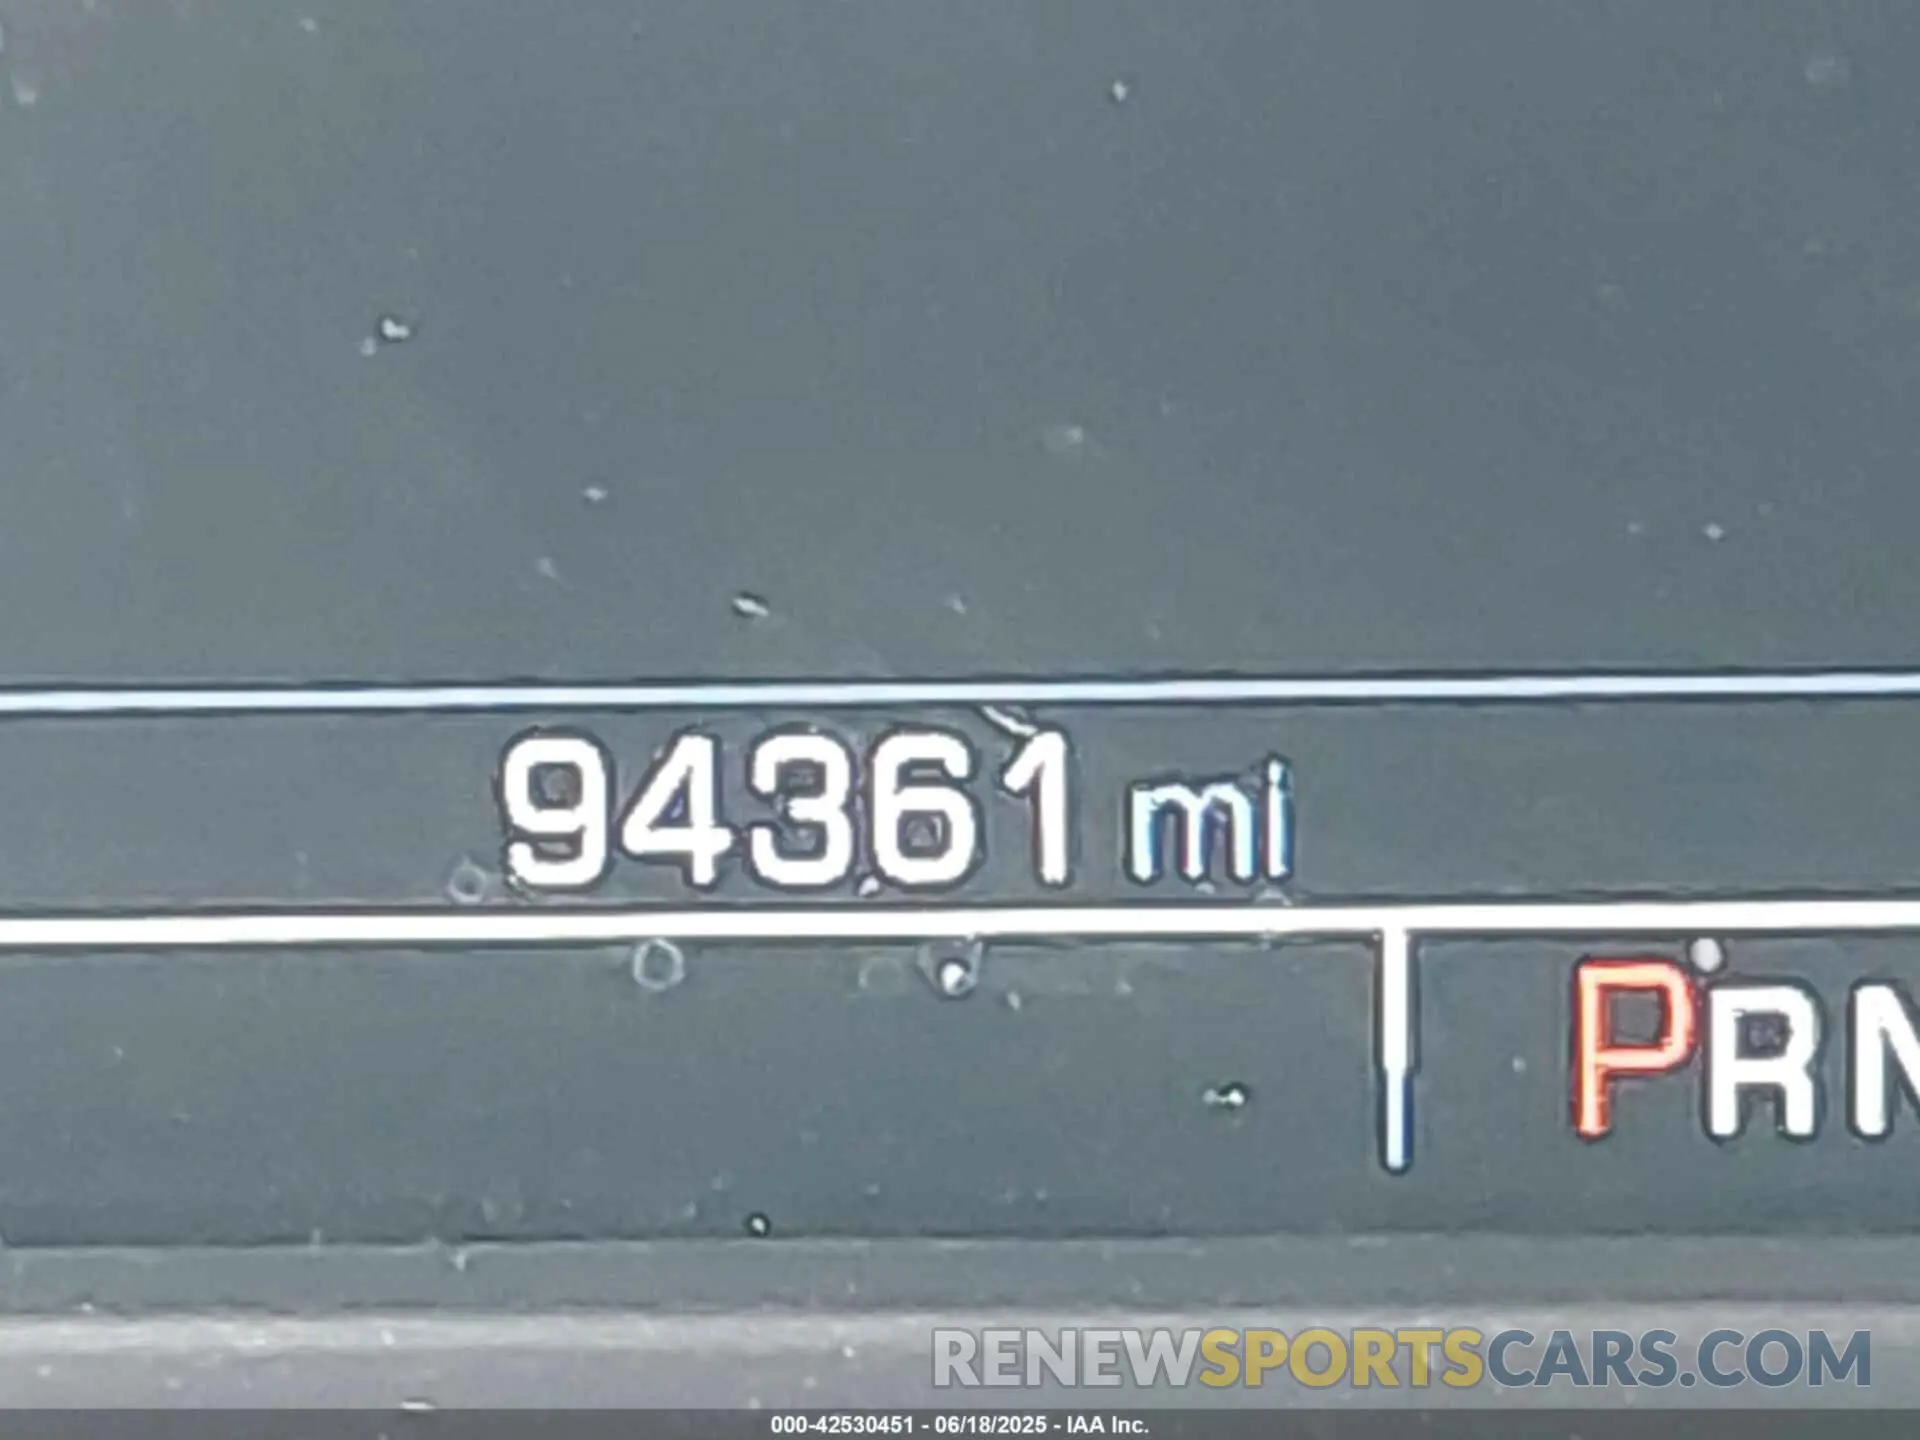 94361 mi
PRN
RENEWSPORTSCARS.COM
000-42530451 - 06/18/2025 - IAA Inc.